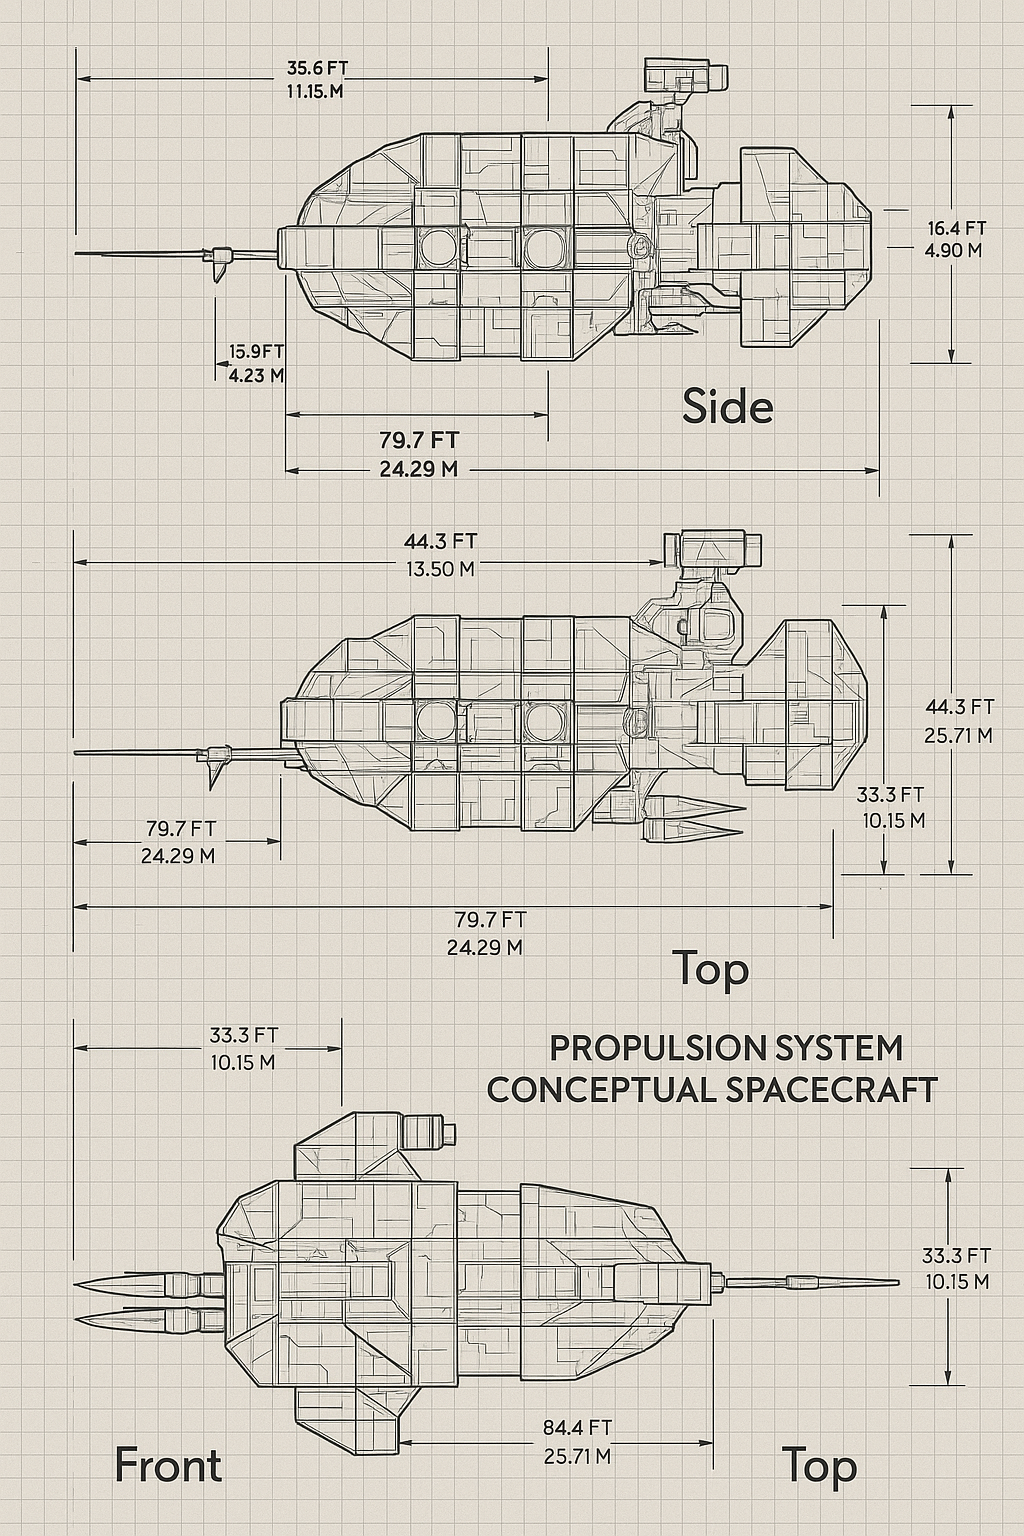 35.6 FT
11.15.M
16.4 FT
4.90 M
15.9FT
4.23 M
Side
79.7 FT
24.29 M
44.3 FT
13.50 M
44.3 FT
25.71 M
33.3 FT
10.15 M
79.7 FT
24.29 M
79.7 FT
24.29 M
Top
33.3 FT
10.15 M
PROPULSION SYSTEM
CONCEPTUAL SPACECRAFT
33.3 FT
10.15 M
84.4 FT
25.71 M
Front
Top